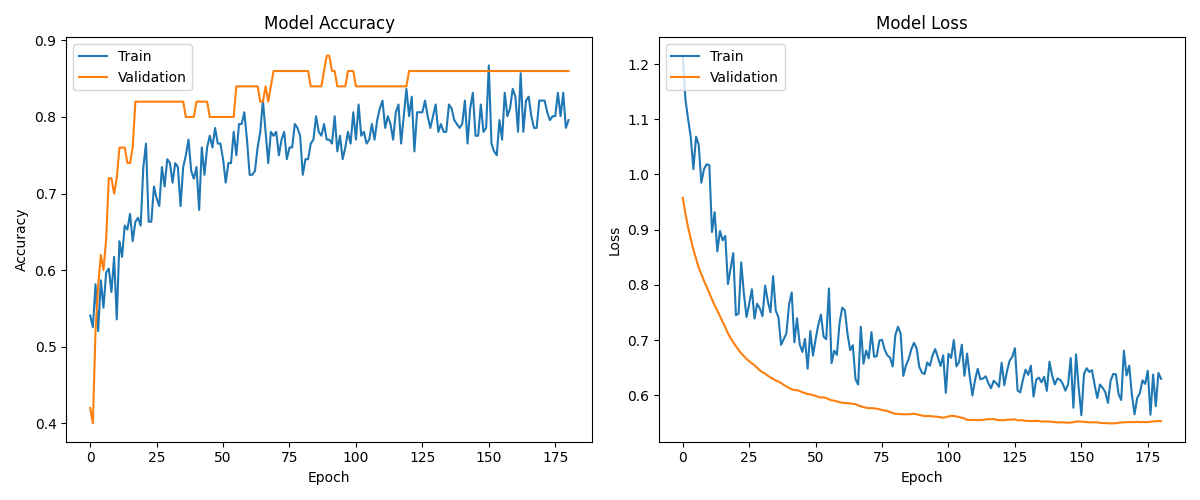 Model Accuracy
Train
Validation
0.9
0.8
0.7
0.6
0.5
0.4
Accuracy
0 25 50 75 100 125 150 175
Epoch
Model Loss
Train
Validation
1.2
1.1
1.0
0.9
0.8
0.7
0.6
Loss
0 25 50 75 100 125 150 175
Epoch